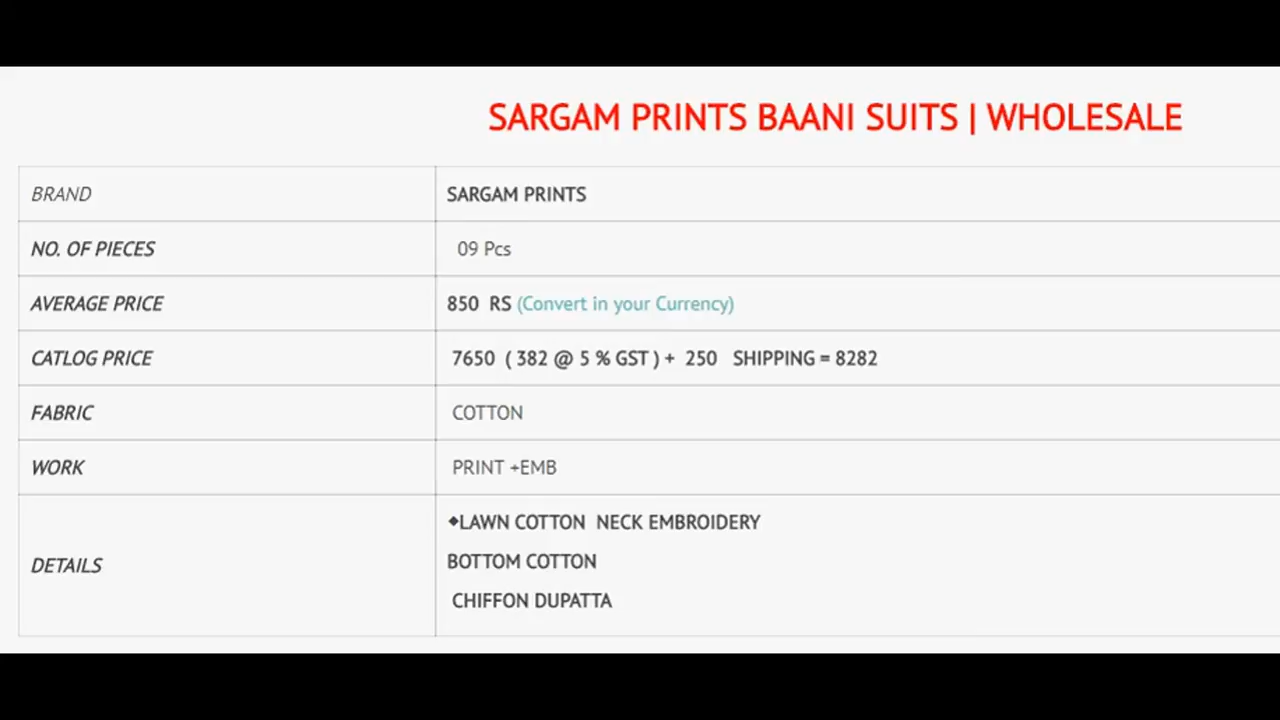 SARGAM PRINTS BAANI SUITS | WHOLESALE
BRAND SARGAM PRINTS
NO. OF PIECES 09 Pcs
AVERAGE PRICE 850 RS (Convert in your Currency)
CATLOG PRICE 7650 ( 382 @ 5 % GST ) + 250 SHIPPING = 8282
FABRIC COTTON
WORK PRINT +EMB
DETAILS
◆LAWN COTTON NECK EMBROIDERY
BOTTOM COTTON
CHIFFON DUPATTA